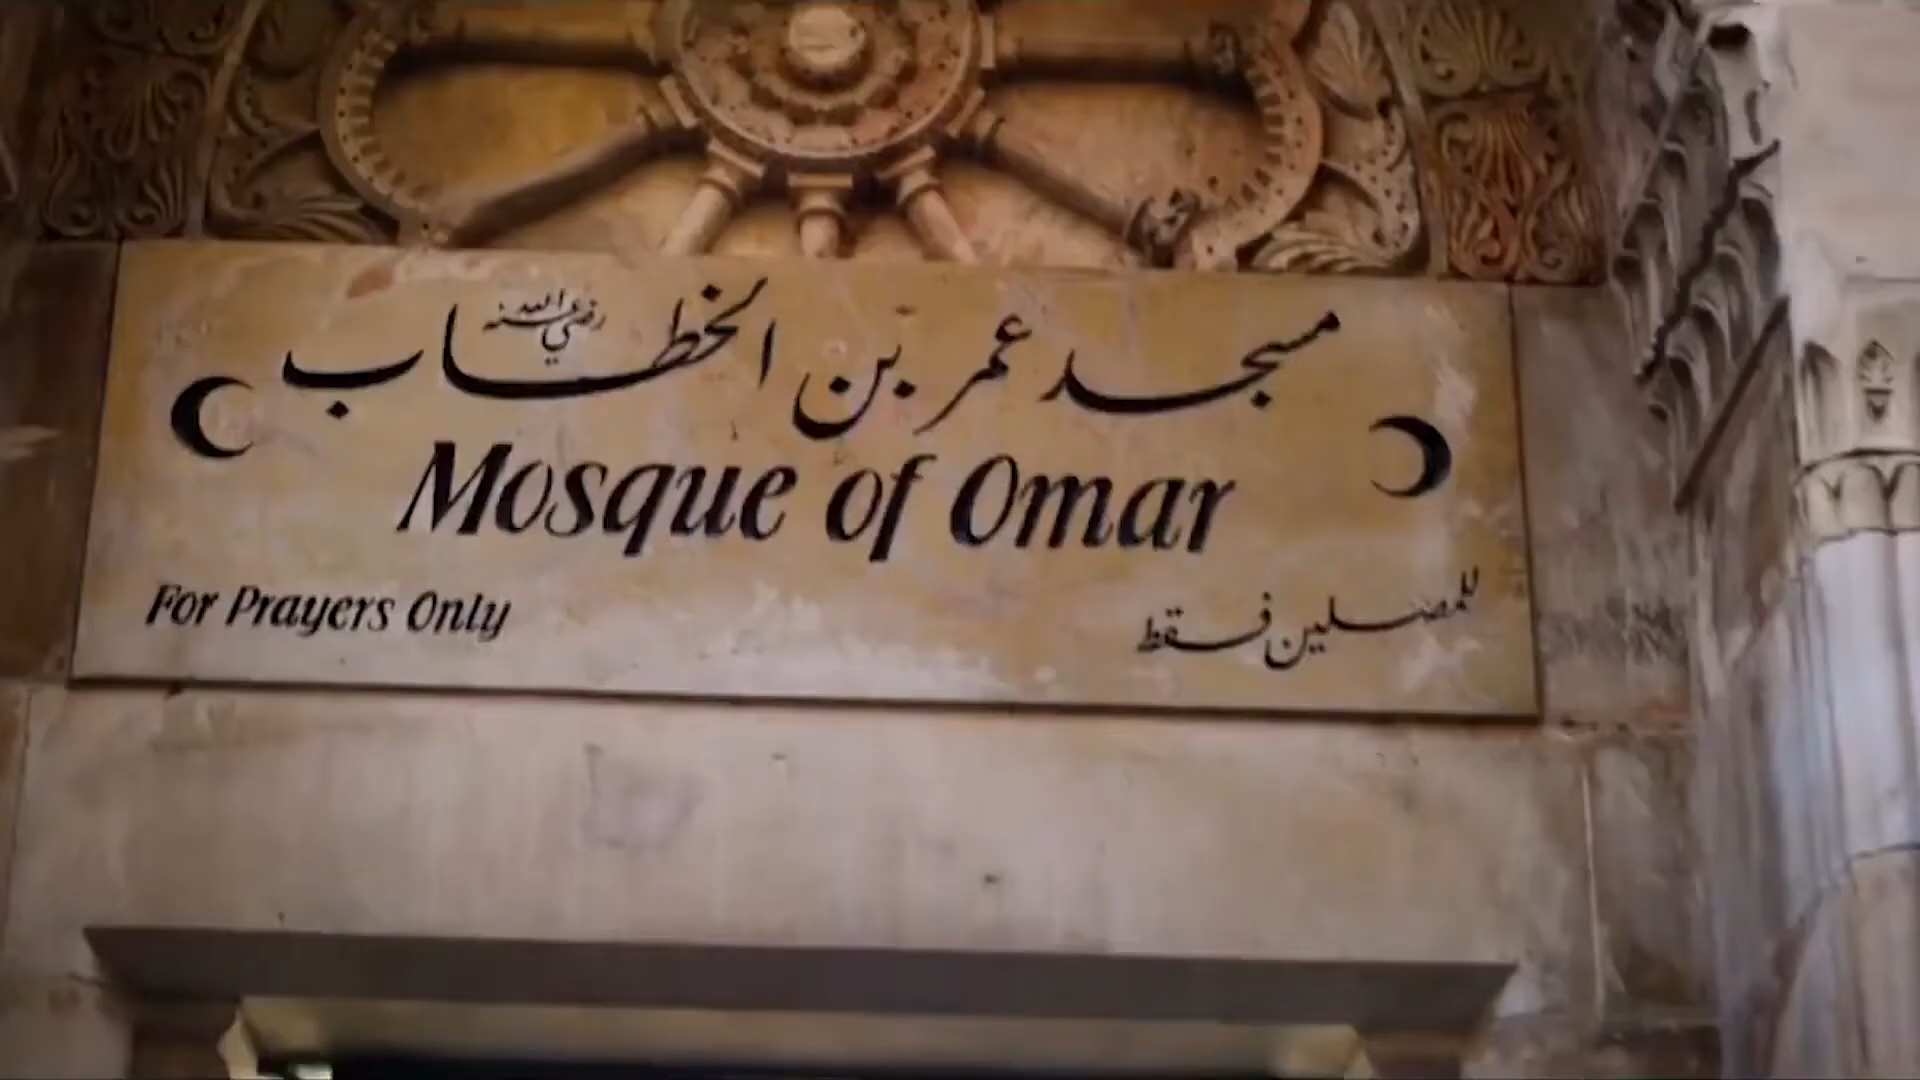 مسجد عمر بن الخطاب رضي الله عنه
Mosque of Omar
For Prayers Only
للمصلين فقط